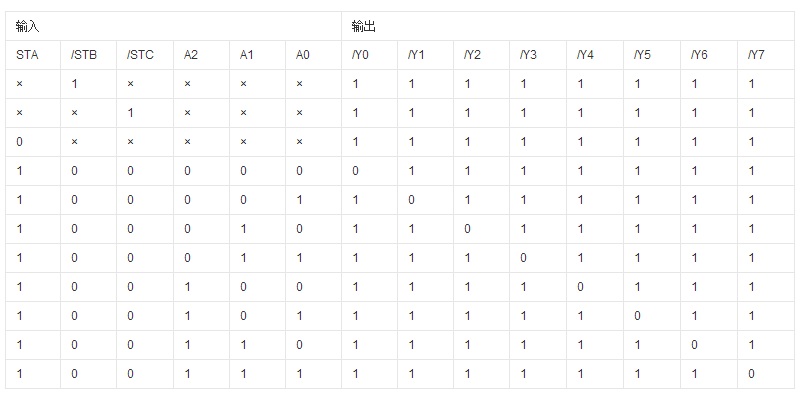 输入 输出
STA /STB /STC A2 A1 A0 /Y0 /Y1 /Y2 /Y3 /Y4 /Y5 /Y6 /Y7
× 1 × × × × 1 1 1 1 1 1 1 1
× × 1 × × × 1 1 1 1 1 1 1 1
0 × × × × × 1 1 1 1 1 1 1 1
1 0 0 0 0 0 0 1 1 1 1 1 1 1
1 0 0 0 0 1 1 0 1 1 1 1 1 1
1 0 0 0 1 0 1 1 0 1 1 1 1 1
1 0 0 0 1 1 1 1 1 0 1 1 1 1
1 0 0 1 0 0 1 1 1 1 0 1 1 1
1 0 0 1 0 1 1 1 1 1 1 0 1 1
1 0 0 1 1 0 1 1 1 1 1 1 0 1
1 0 0 1 1 1 1 1 1 1 1 1 1 0